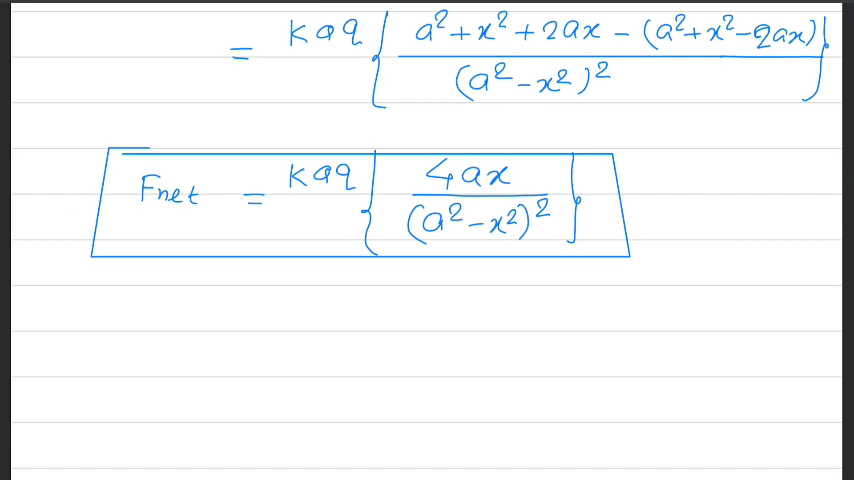 = KQq { a²+x²+2ax-(a²+x²-2ax) / (a²-x²)² }
Fnet = KQq { 4ax / (a²-x²)² }